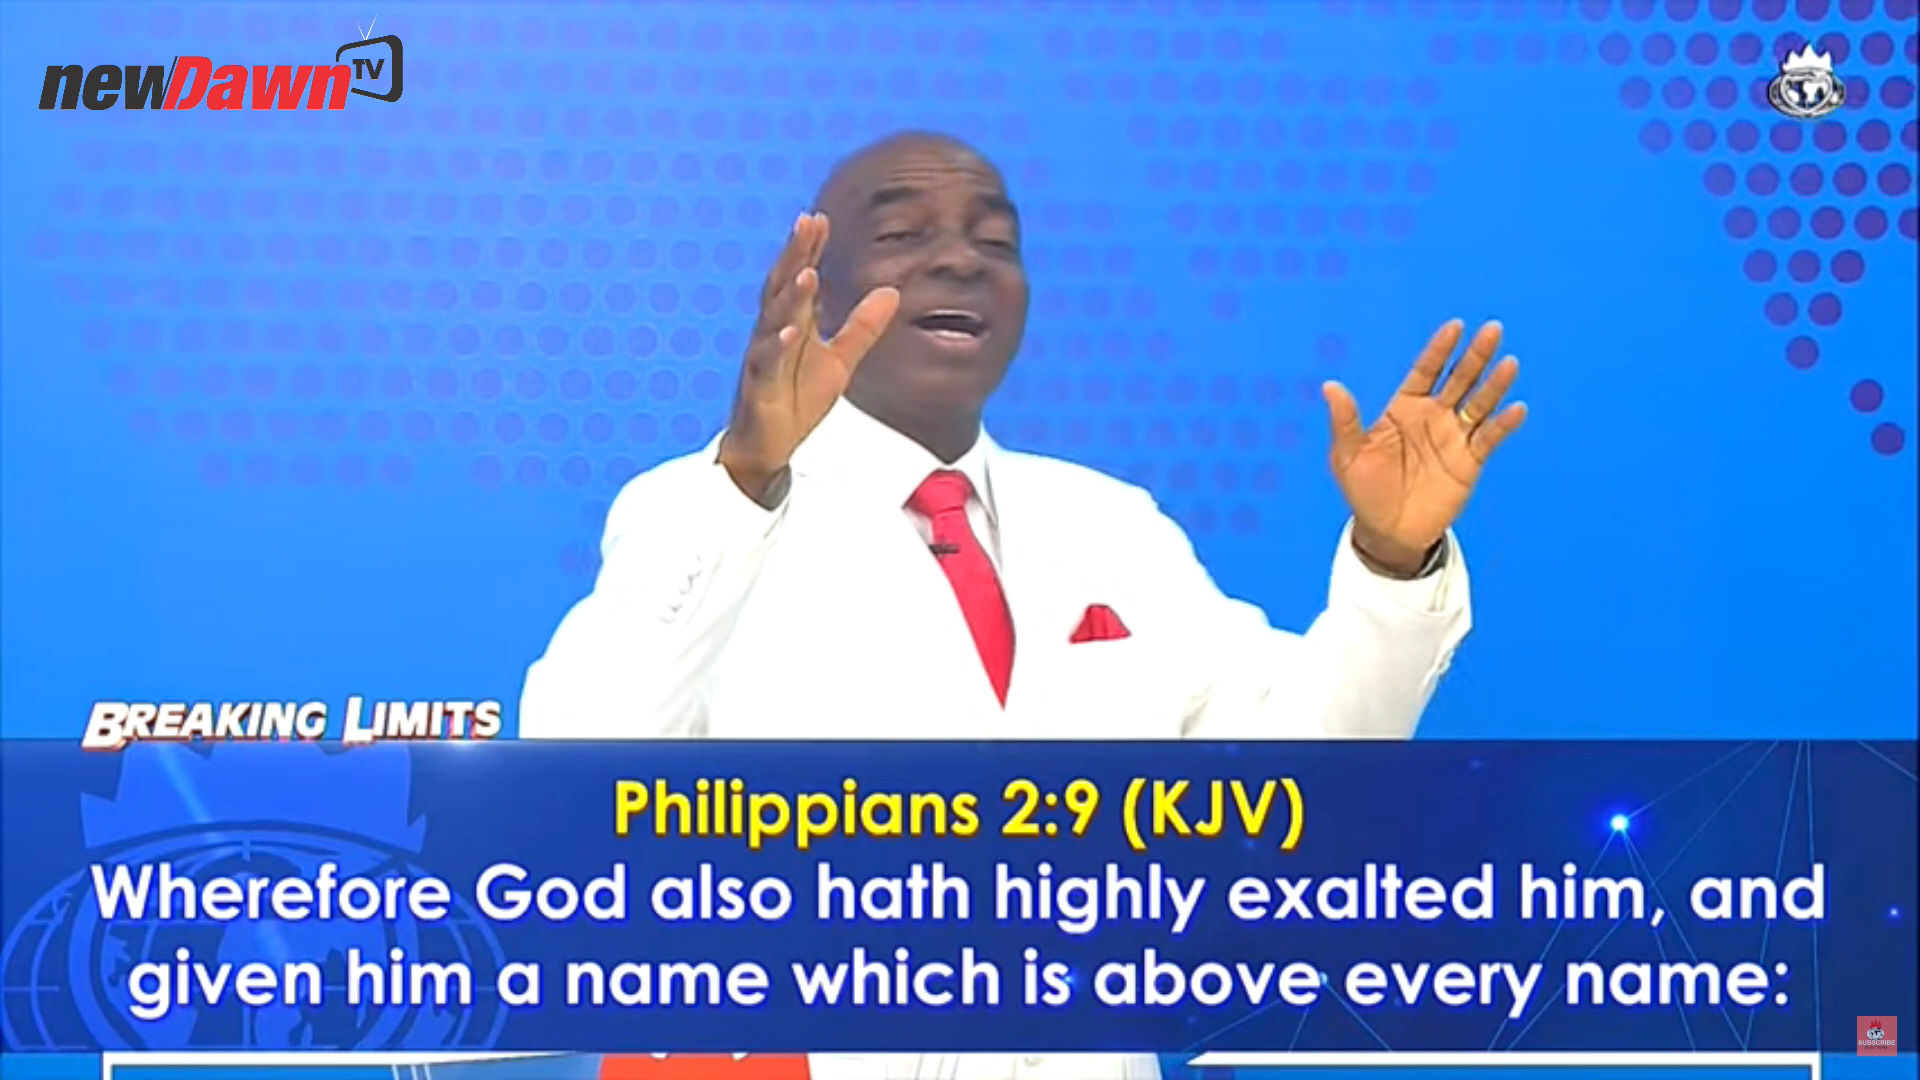 newDawn TV
BREAKING LIMITS
Philippians 2:9 (KJV)
Wherefore God also hath highly exalted him, and
given him a name which is above every name:
SUBSCRIBE